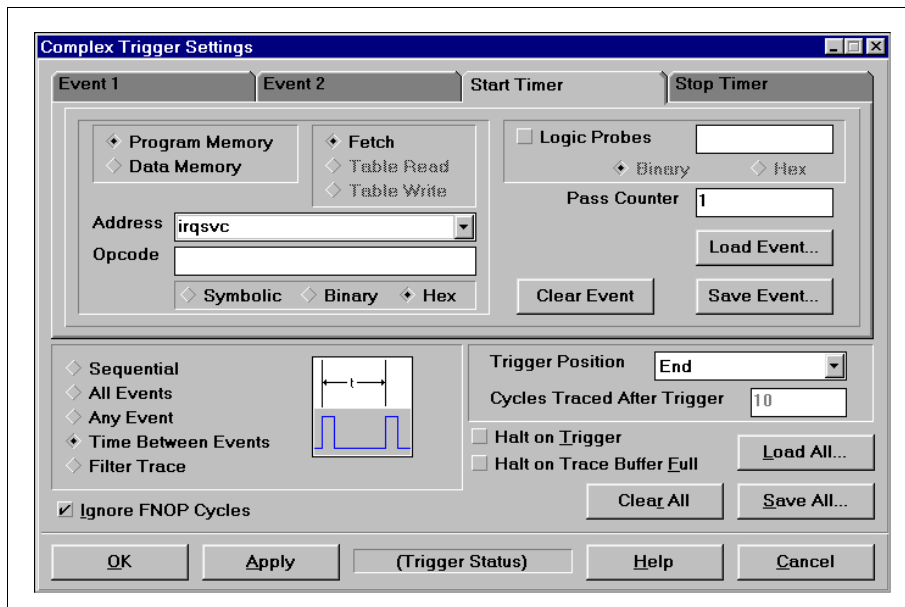 Complex Trigger Settings
Event 1
Event 2
Start Timer
Stop Timer
Program Memory
Data Memory
Fetch
Table Read
Table Write
Address irqsvc
Opcode
Symbolic Binary Hex
Logic Probes
Binary Hex
Pass Counter 1
Load Event...
Clear Event
Save Event...
Sequential
All Events
Any Event
Time Between Events
Filter Trace
t
Ignore FNOP Cycles
Trigger Position End
Cycles Traced After Trigger 10
Halt on Trigger
Halt on Trace Buffer Full
Load All...
Clear All
Save All...
OK
Apply
(Trigger Status)
Help
Cancel